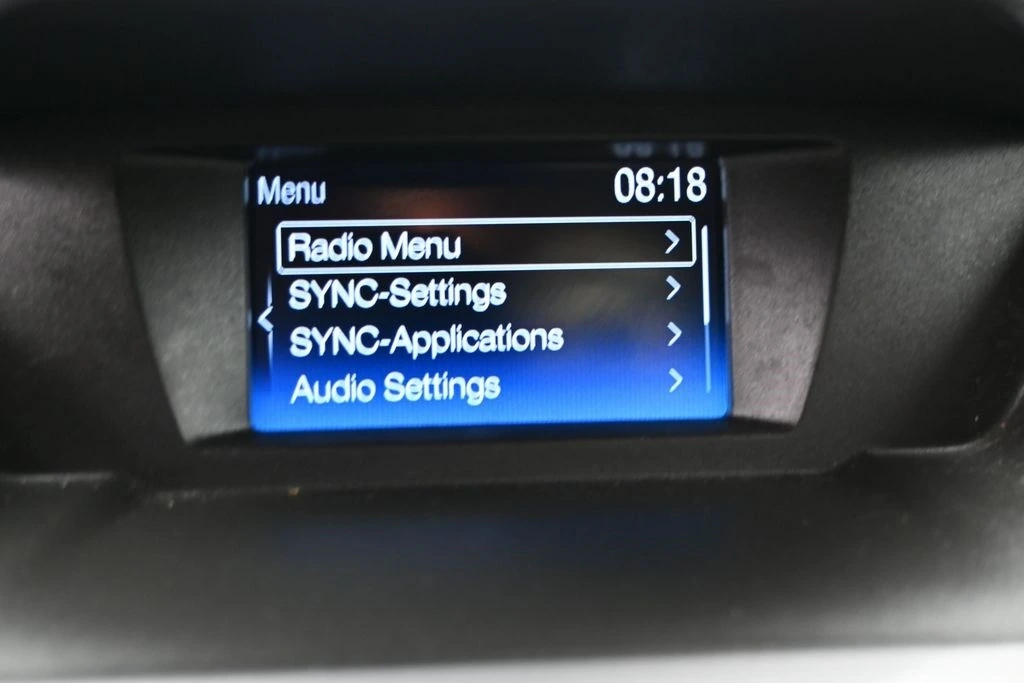 Menu 08:18
Radio Menu
SYNC-Settings
SYNC-Applications
Audio Settings